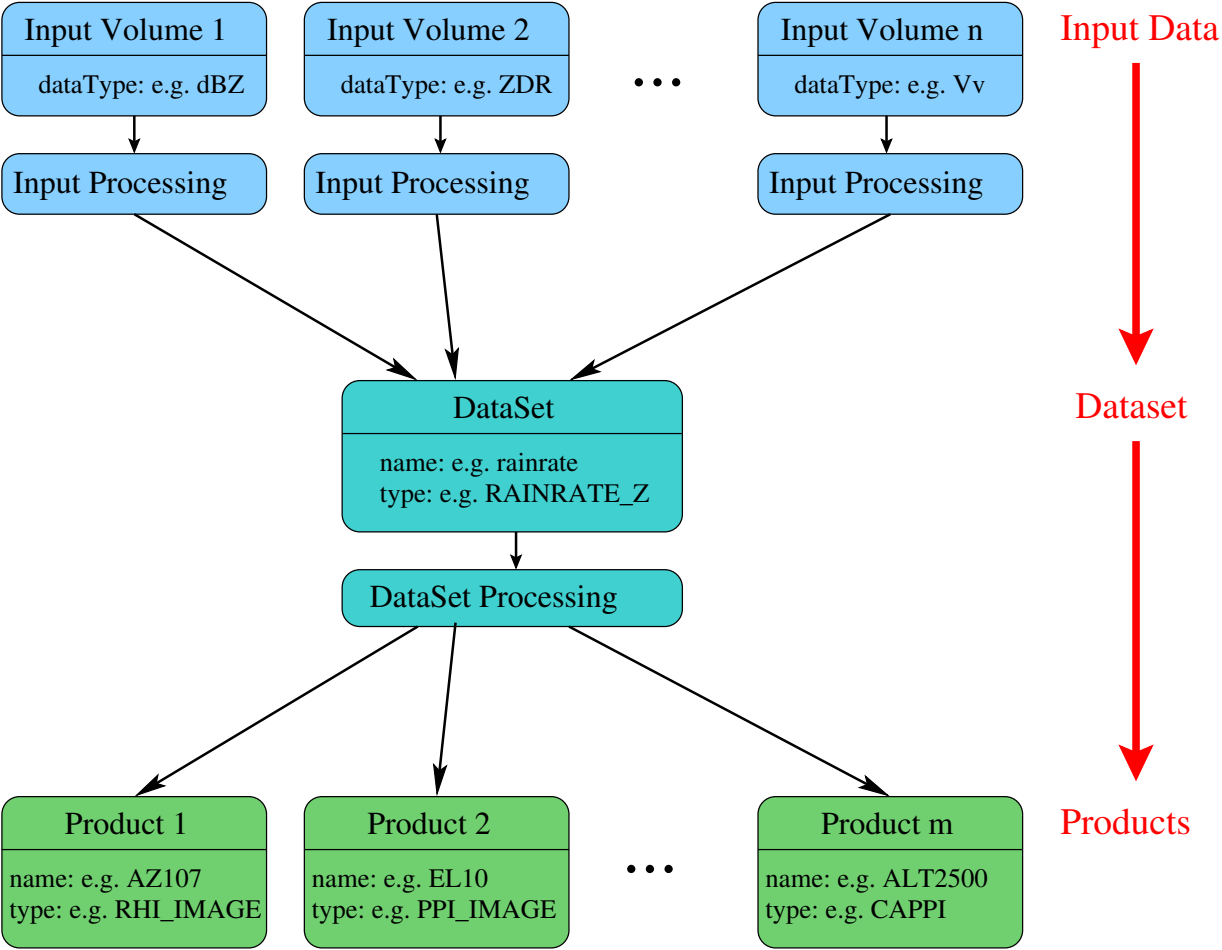 Input Volume 1
dataType: e.g. dBZ
Input Processing
Input Volume 2
dataType: e.g. ZDR
Input Processing
...
Input Volume n
dataType: e.g. Vv
Input Processing
Input Data
DataSet
name: e.g. rainrate
type: e.g. RAINRATE_Z
DataSet Processing
Dataset
Product 1
name: e.g. AZ107
type: e.g. RHI_IMAGE
Product 2
name: e.g. EL10
type: e.g. PPI_IMAGE
...
Product m
name: e.g. ALT2500
type: e.g. CAPPI
Products